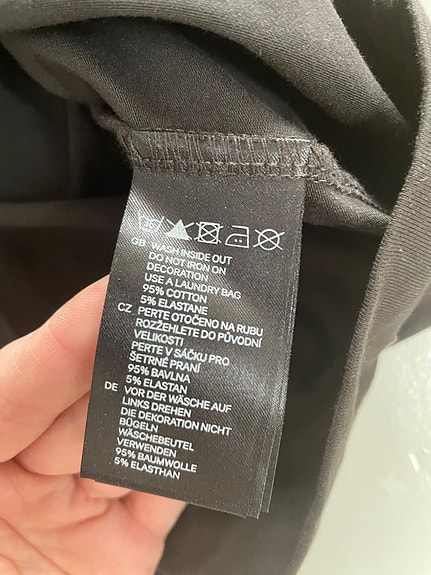 GB WASH INSIDE OUT
DO NOT IRON ON
DECORATION
USE A LAUNDRY BAG
95% COTTON
5% ELASTANE
CZ PERTE OTOČENO NA RUBU
ROZŽEHLETE DO PŮVODNÍ
VELIKOSTI
PERTE V SÁČKU PRO
ŠETRNÉ PRANÍ
95% BAVLNA
5% ELASTAN
DE VOR DER WÄSCHE AUF
LINKS DREHEN
DIE DEKORATION NICHT
BÜGELN
WÄSCHEBEUTEL
VERWENDEN
95% BAUMWOLLE
5% ELASTHAN